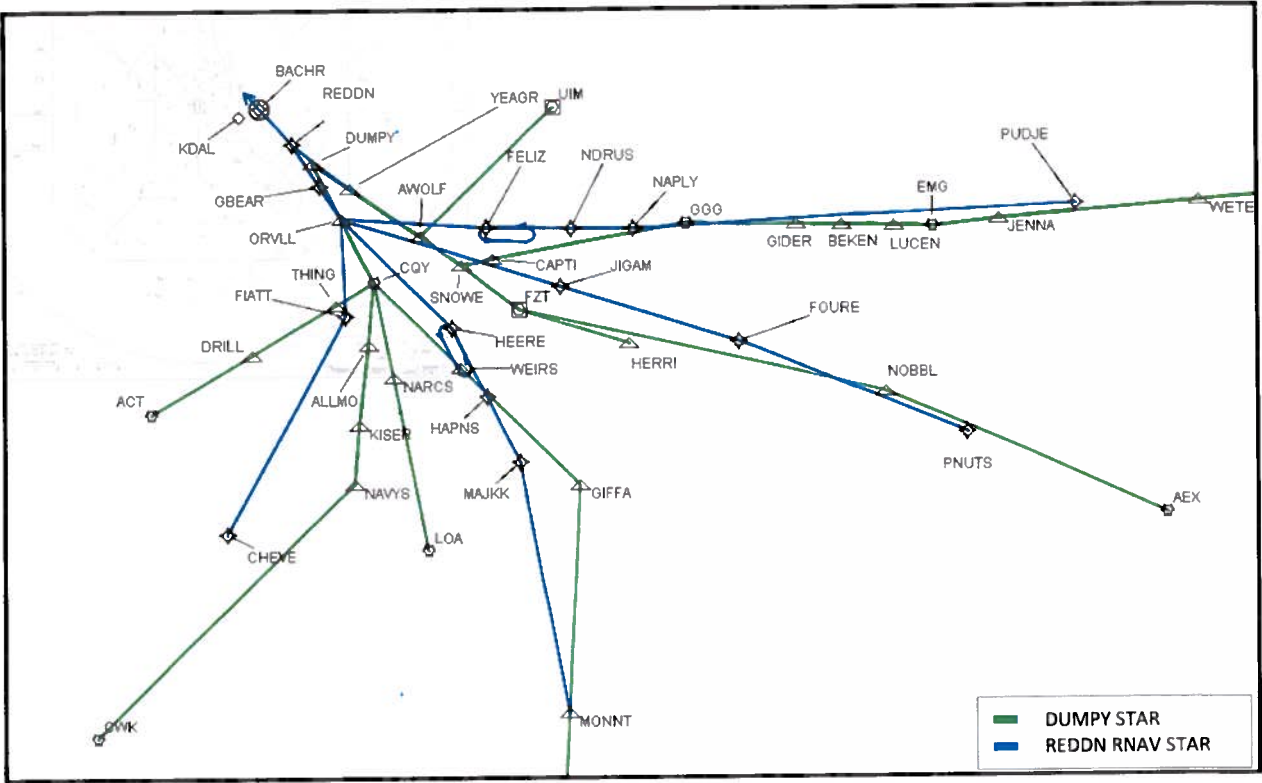 BACHR
REDDN
YEAGR
UIM
KDAL
DUMPY
PUDJE
FELIZ
NDRUS
NAPLY
GBEAR
AWOLF
EMG
GGG
WETE
ORVLL
GIDER
BEKEN
LUCEN
JENNA
THING
CQY
CAPTI
JIGAM
FIATT
SNOWE
FZT
FOURE
DRILL
HEERE
HERRI
WEIRS
NOBBL
ACT
ALLMO
NARCS
HAPNS
KISER
PNUTS
NAVYS
MAJKK
GIFFA
AEX
CHEVE
LOA
CWK
MONNT
DUMPY STAR
REDDN RNAV STAR